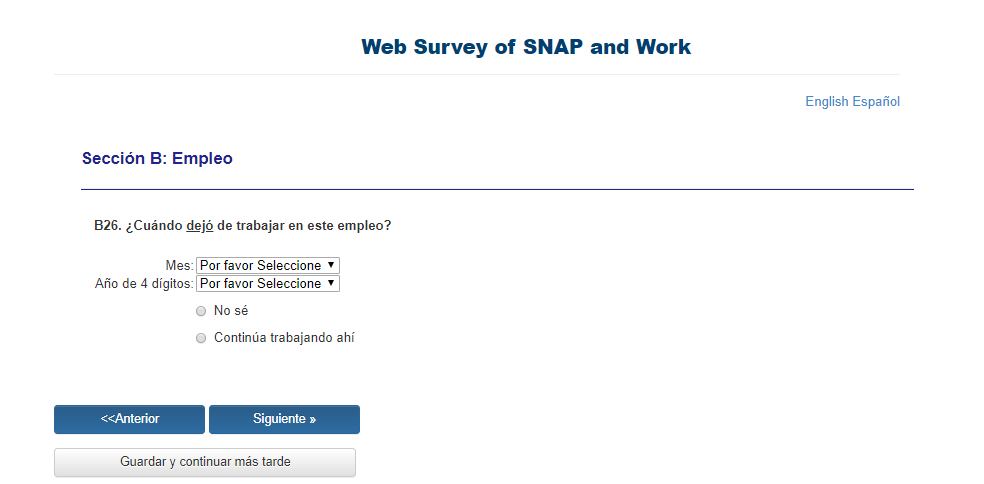 Web Survey of SNAP and Work
English Español
Sección B: Empleo
B26. ¿Cuándo dejó de trabajar en este empleo?
Mes: Por favor Seleccione
Año de 4 dígitos: Por favor Seleccione
No sé
Continúa trabajando ahí
<<Anterior Siguiente »
Guardar y continuar más tarde